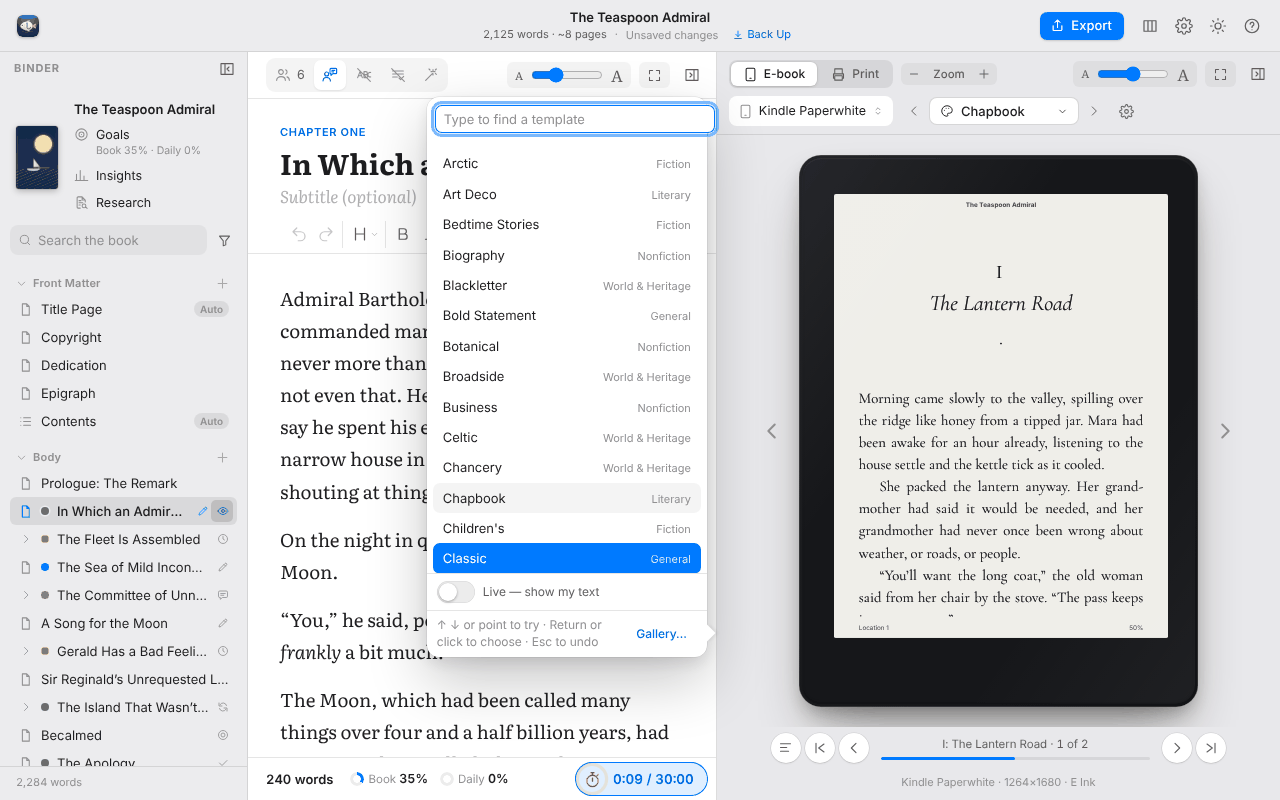 The Teaspoon Admiral
2,125 words · ~8 pages · Unsaved changes Back Up
Export
BINDER
The Teaspoon Admiral
Goals
Book 35% · Daily 0%
Insights
Research
Search the book
Front Matter
Title Page Auto
Copyright
Dedication
Epigraph
Contents Auto
Body
Prologue: The Remark
In Which an Admir...
The Fleet Is Assembled
The Sea of Mild Incon...
The Committee of Unn...
A Song for the Moon
Gerald Has a Bad Feeli...
Sir Reginald's Unrequested L...
The Island That Wasn't...
Becalmed
The Apology
2,284 words
6
A A
CHAPTER ONE
In Which a
Subtitle (optional)
H B
Admiral Barthol
commanded mar
never more than
not even that. He
say he spent his e
narrow house in
shouting at thing
On the night in q
Moon.
“You,” he said, po
frankly a bit much.
The Moon, which had been called many
things over four and a half billion years, had
240 words Book 35% Daily 0% 0:09 / 30:00
Type to find a template
Arctic Fiction
Art Deco Literary
Bedtime Stories Fiction
Biography Nonfiction
Blackletter World & Heritage
Bold Statement General
Botanical Nonfiction
Broadside World & Heritage
Business Nonfiction
Celtic World & Heritage
Chancery World & Heritage
Chapbook Literary
Children's Fiction
Classic General
Live — show my text
↑ ↓ or point to try · Return or
click to choose · Esc to undo
Gallery...
E-book Print Zoom A A
Kindle Paperwhite Chapbook
The Teaspoon Admiral
I
The Lantern Road
Morning came slowly to the valley, spilling over
the ridge like honey from a tipped jar. Mara had
been awake for an hour already, listening to the
house settle and the kettle tick as it cooled.
She packed the lantern anyway. Her grand-
mother had said it would be needed, and her
grandmother had never once been wrong about
weather, or roads, or people.
“You’ll want the long coat,” the old woman
said from her chair by the stove. “The pass keeps
Location 1 50%
I: The Lantern Road · 1 of 2
Kindle Paperwhite · 1264×1680 · E Ink